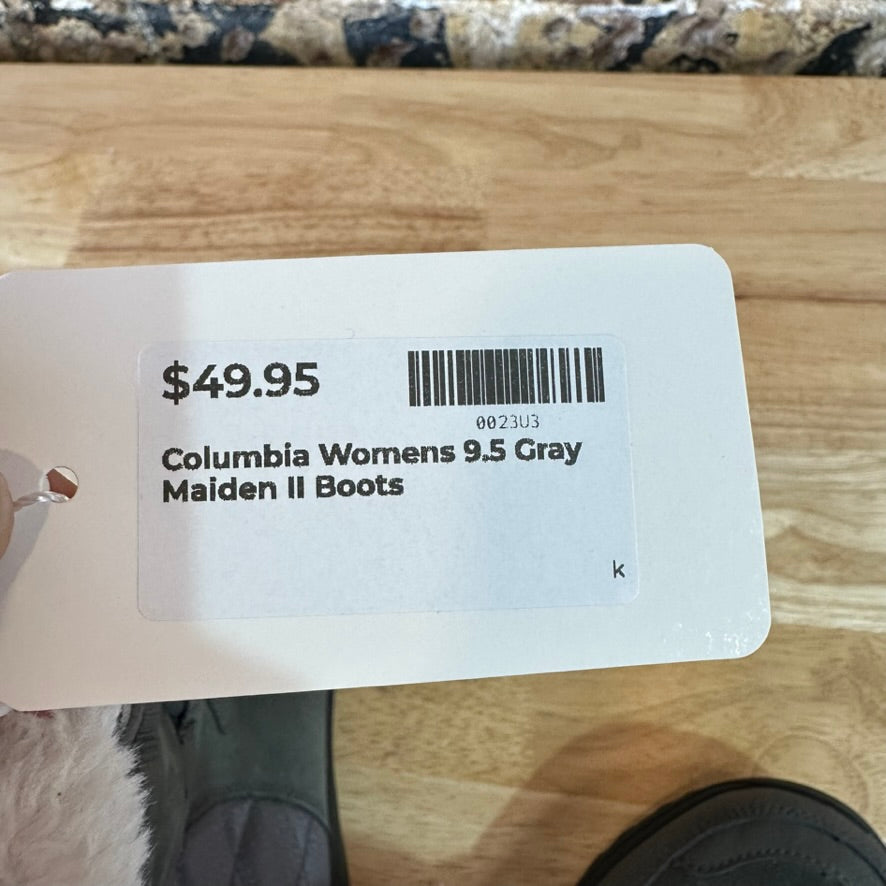 $49.95
0023U3
Columbia Womens 9.5 Gray
Maiden II Boots
k